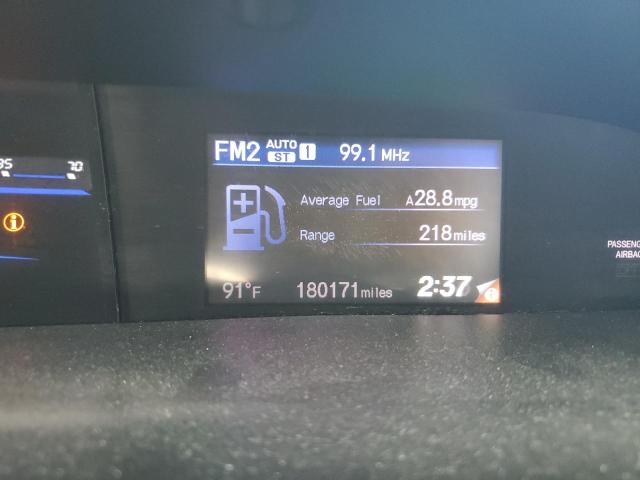 FM2 AUTO ST 1 99.1 MHz
Average Fuel A28.8mpg
Range 218miles
91°F 180171miles 2:37
70
i
PASSENG
AIRBAG